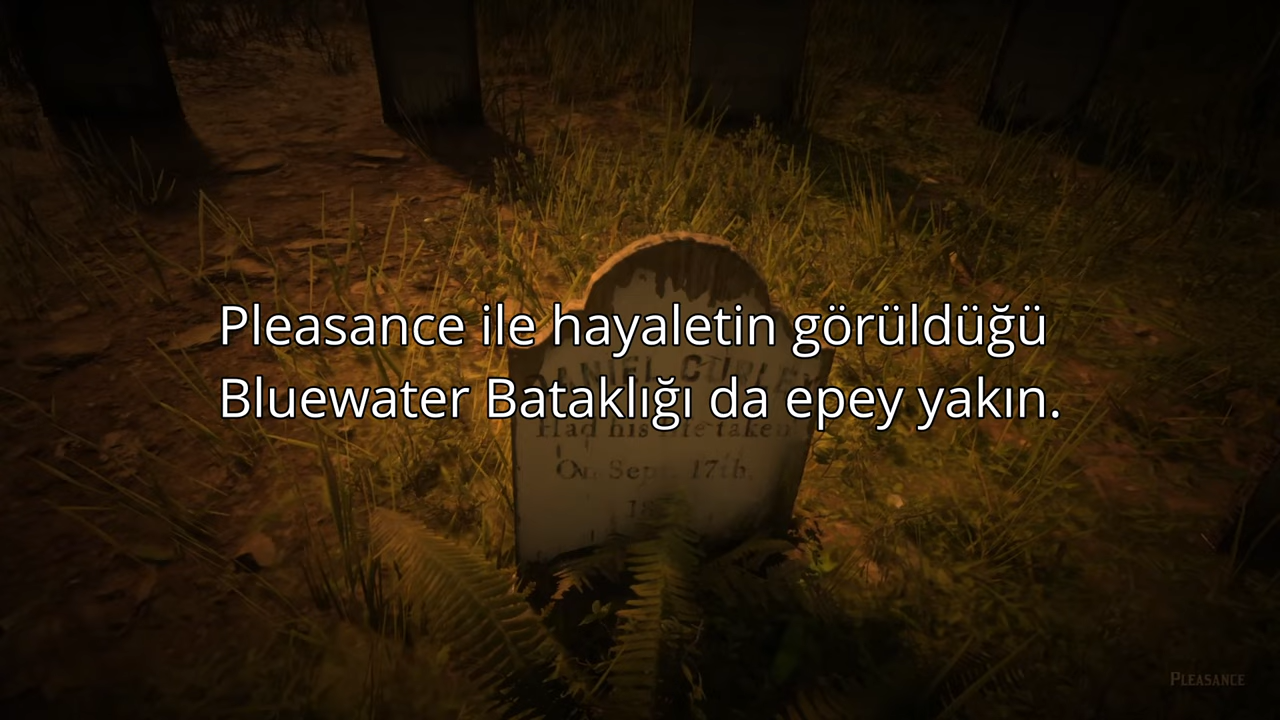 Pleasance ile hayaletin görüldüğü
Bluewater Bataklığı da epey yakın.
Had his life taken
On Sept. 17th,
PLEASANCE